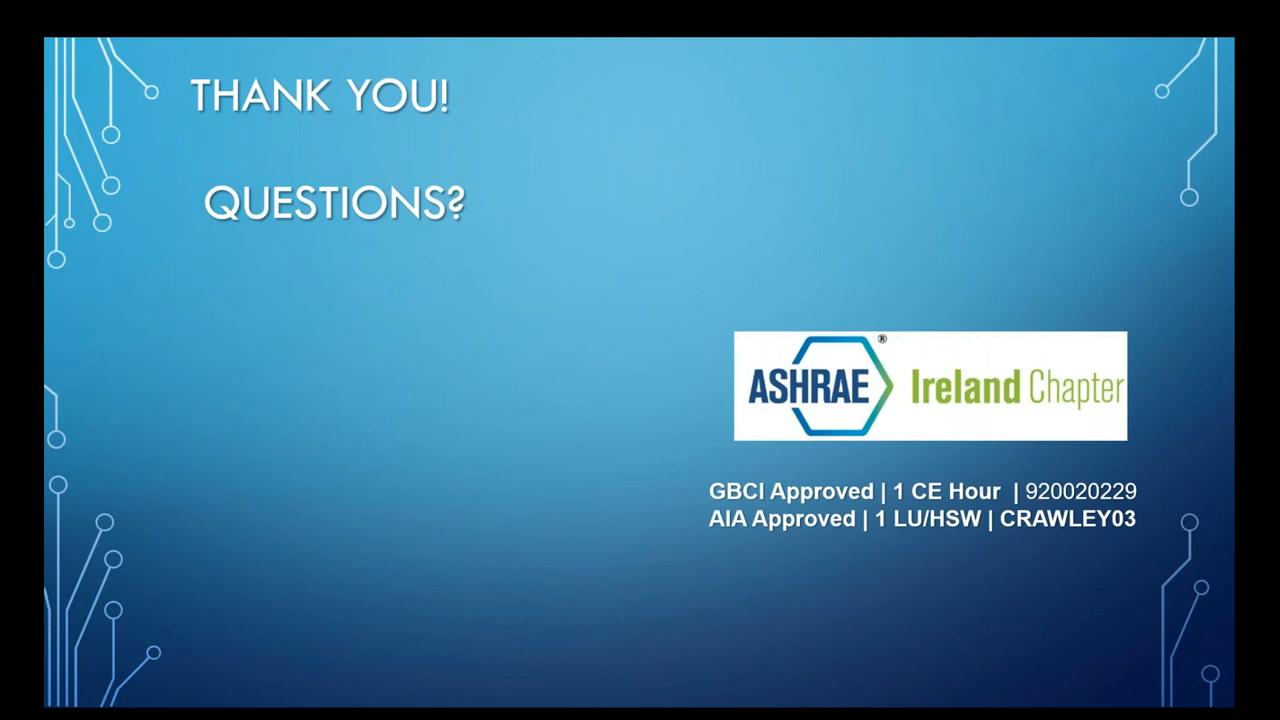 THANK YOU!
QUESTIONS?
ASHRAE® Ireland Chapter
GBCI Approved | 1 CE Hour | 920020229
AIA Approved | 1 LU/HSW | CRAWLEY03